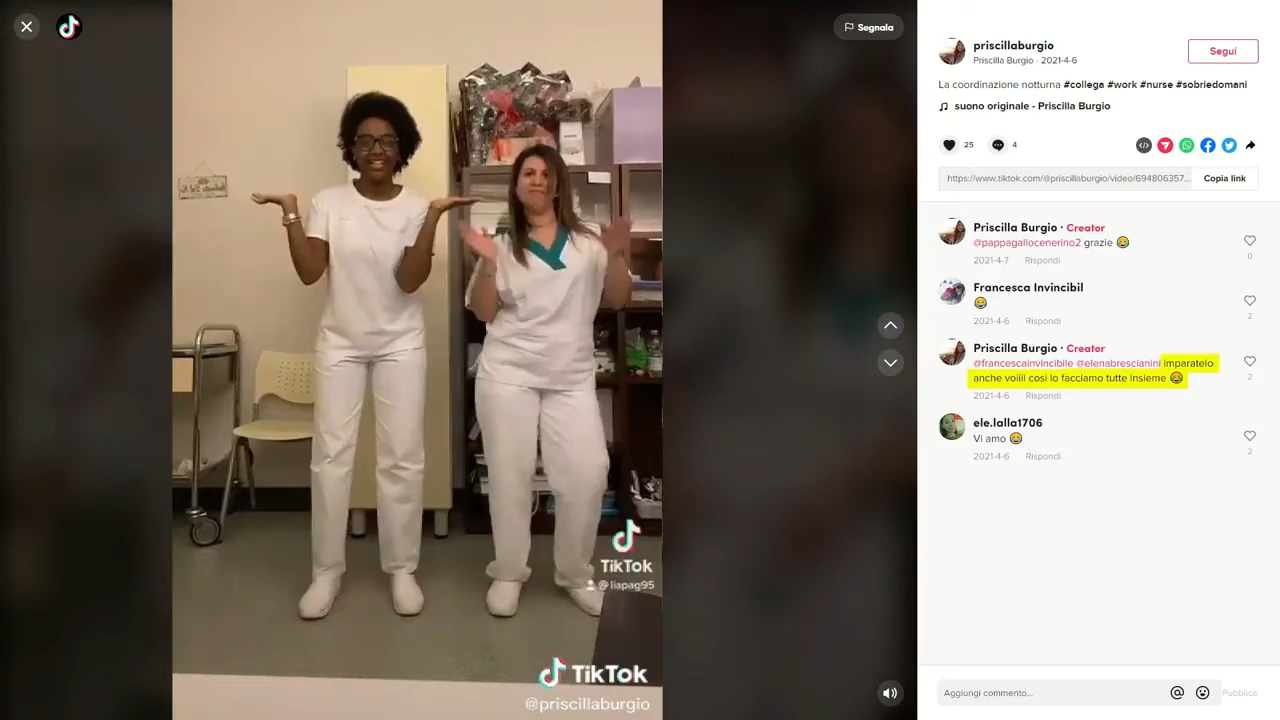 Segnala
TikTok
@liapag95
TikTok
@priscillaburgio
priscillaburgio
Priscilla Burgio · 2021-4-6
Segui
La coordinazione notturna #collega #work #nurse #sobriedomani
suono originale - Priscilla Burgio
25
4
https://www.tiktok.com/@priscillaburgio/video/694806357...
Copia link
Priscilla Burgio · Creator
@pappagallocenerino2 grazie 😂
0
2021-4-7 Rispondi
Francesca Invincibil
😂
2
2021-4-6 Rispondi
Priscilla Burgio · Creator
@francescainvincibile @elenabrescianini imparatelo
anche voiiii così lo facciamo tutte insieme 😂
2
2021-4-6 Rispondi
ele.lalla1706
Vi amo 😂
2
2021-4-6 Rispondi
Aggiungi commento...
Pubblica